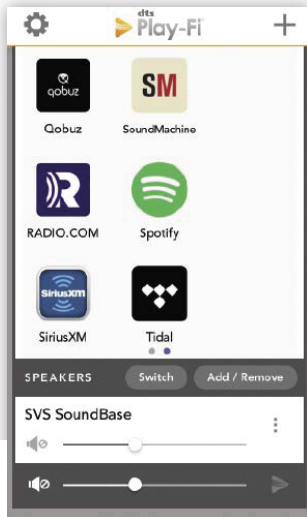 dts
Play-Fi
qobuz
SM
Qobuz
SoundMachine
R
RADIO.COM
Spotify
SiriusXM
SiriusXM
Tidal
SPEAKERS
Switch
Add / Remove
SVS SoundBase